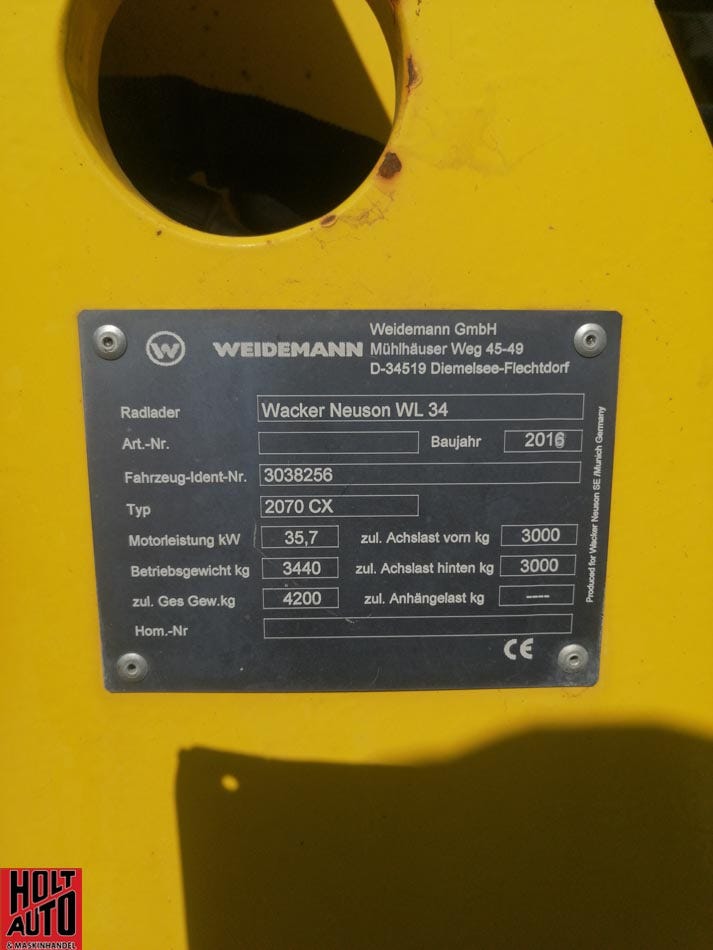 W WEIDEMANN
Weidemann GmbH
Mühlhäuser Weg 45-49
D-34519 Diemelsee-Flechtdorf
Radlader Wacker Neuson WL 34
Art.-Nr. Baujahr 2016
Fahrzeug-Ident-Nr. 3038256
Typ 2070 CX
Motorleistung kW 35,7 zul. Achslast vorn kg 3000
Betriebsgewicht kg 3440 zul. Achslast hinten kg 3000
zul. Ges Gew.kg 4200 zul. Anhängelast kg ----
Hom.-Nr
CE
Produced for Wacker Neuson SE /Munich Germany
HOLT
AUTO
& MASKINHANDEL